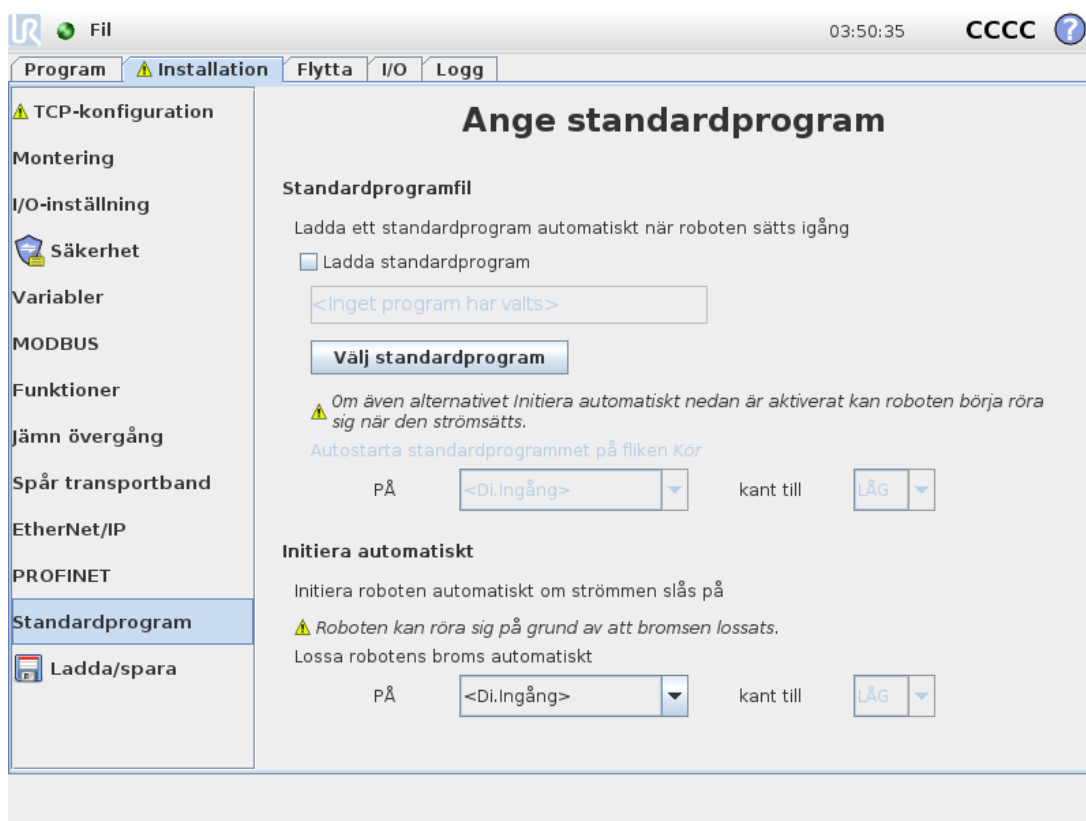 UR Fil 03:50:35 CCCC ?
Program Installation Flytta I/O Logg
TCP-konfiguration
Montering
I/O-inställning
Säkerhet
Variabler
MODBUS
Funktioner
Jämn övergång
Spår transportband
EtherNet/IP
PROFINET
Standardprogram
Ladda/spara
Ange standardprogram
Standardprogramfil
Ladda ett standardprogram automatiskt när roboten sätts igång
Ladda standardprogram
<Inget program har valts>
Välj standardprogram
Om även alternativet Initiera automatiskt nedan är aktiverat kan roboten börja röra
sig när den strömsätts.
Autostarta standardprogrammet på fliken Kör
PÅ <Di.Ingång> kant till LÅG
Initiera automatiskt
Initiera roboten automatiskt om strömmen slås på
Roboten kan röra sig på grund av att bromsen lossats.
Lossa robotens broms automatiskt
PÅ <Di.Ingång> kant till LÅG